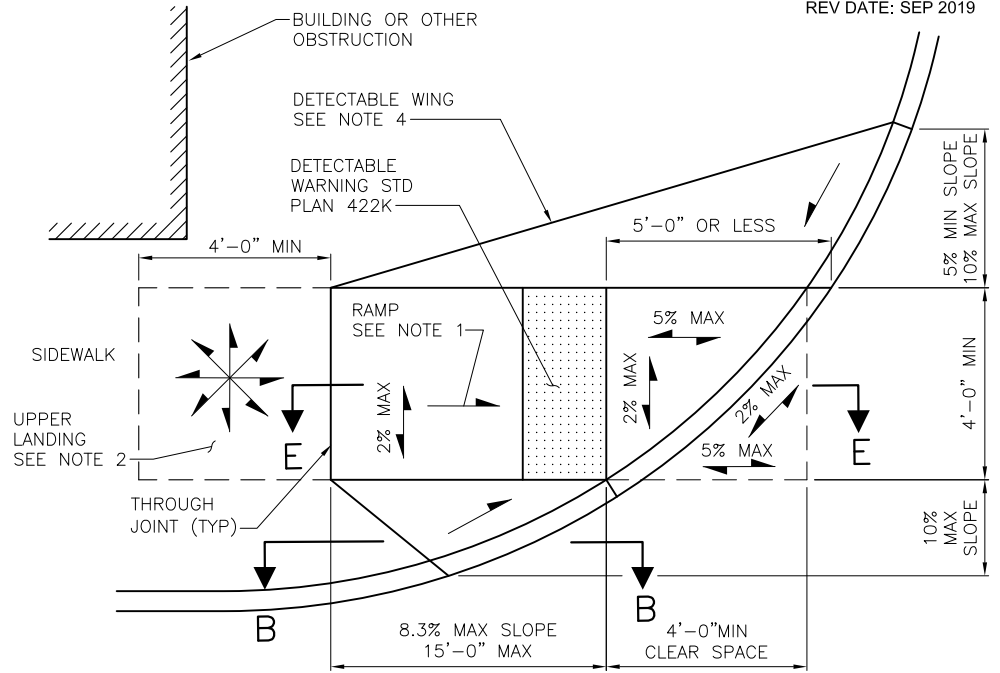 REV DATE: SEP 2019
BUILDING OR OTHER
OBSTRUCTION
DETECTABLE WING
SEE NOTE 4
DETECTABLE
WARNING STD
PLAN 422K
4'-0" MIN
5'-0" OR LESS
5% MIN SLOPE
10% MAX SLOPE
SIDEWALK
RAMP
SEE NOTE 1
5% MAX
2% MAX
2% MAX
2% MAX
5% MAX
4'-0" MIN
UPPER
LANDING
SEE NOTE 2
E
E
THROUGH
JOINT (TYP)
10%
MAX
SLOPE
B
B
8.3% MAX SLOPE
15'-0" MAX
4'-0"MIN
CLEAR SPACE